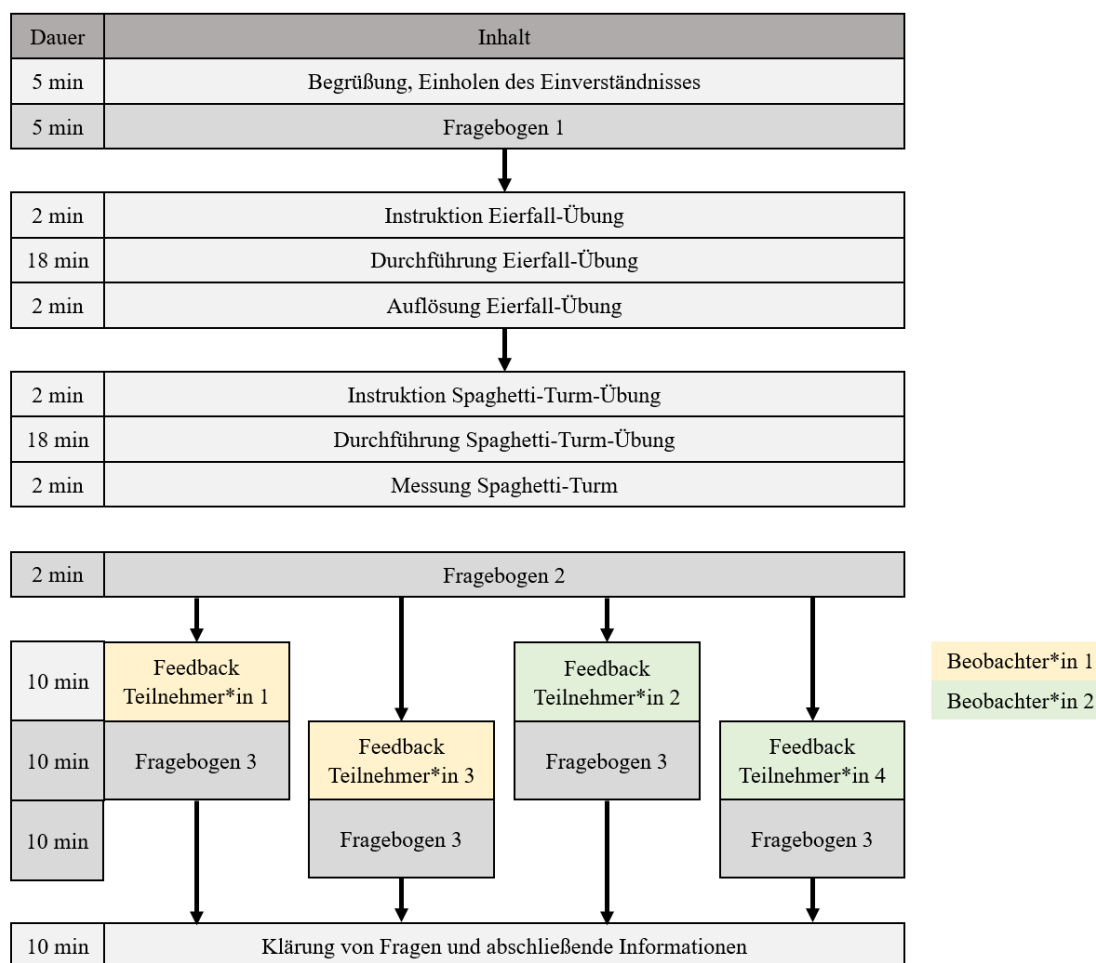 Dauer Inhalt
5 min Begrüßung, Einholen des Einverständnisses
5 min Fragebogen 1
2 min Instruktion Eierfall-Übung
18 min Durchführung Eierfall-Übung
2 min Auflösung Eierfall-Übung
2 min Instruktion Spaghetti-Turm-Übung
18 min Durchführung Spaghetti-Turm-Übung
2 min Messung Spaghetti-Turm
2 min Fragebogen 2
10 min
Feedback
Teilnehmer*in 1
Feedback
Teilnehmer*in 2
Beobachter*in 1
Beobachter*in 2
10 min
Fragebogen 3
Feedback
Teilnehmer*in 3
Fragebogen 3
Feedback
Teilnehmer*in 4
10 min
Fragebogen 3
Fragebogen 3
10 min Klärung von Fragen und abschließende Informationen